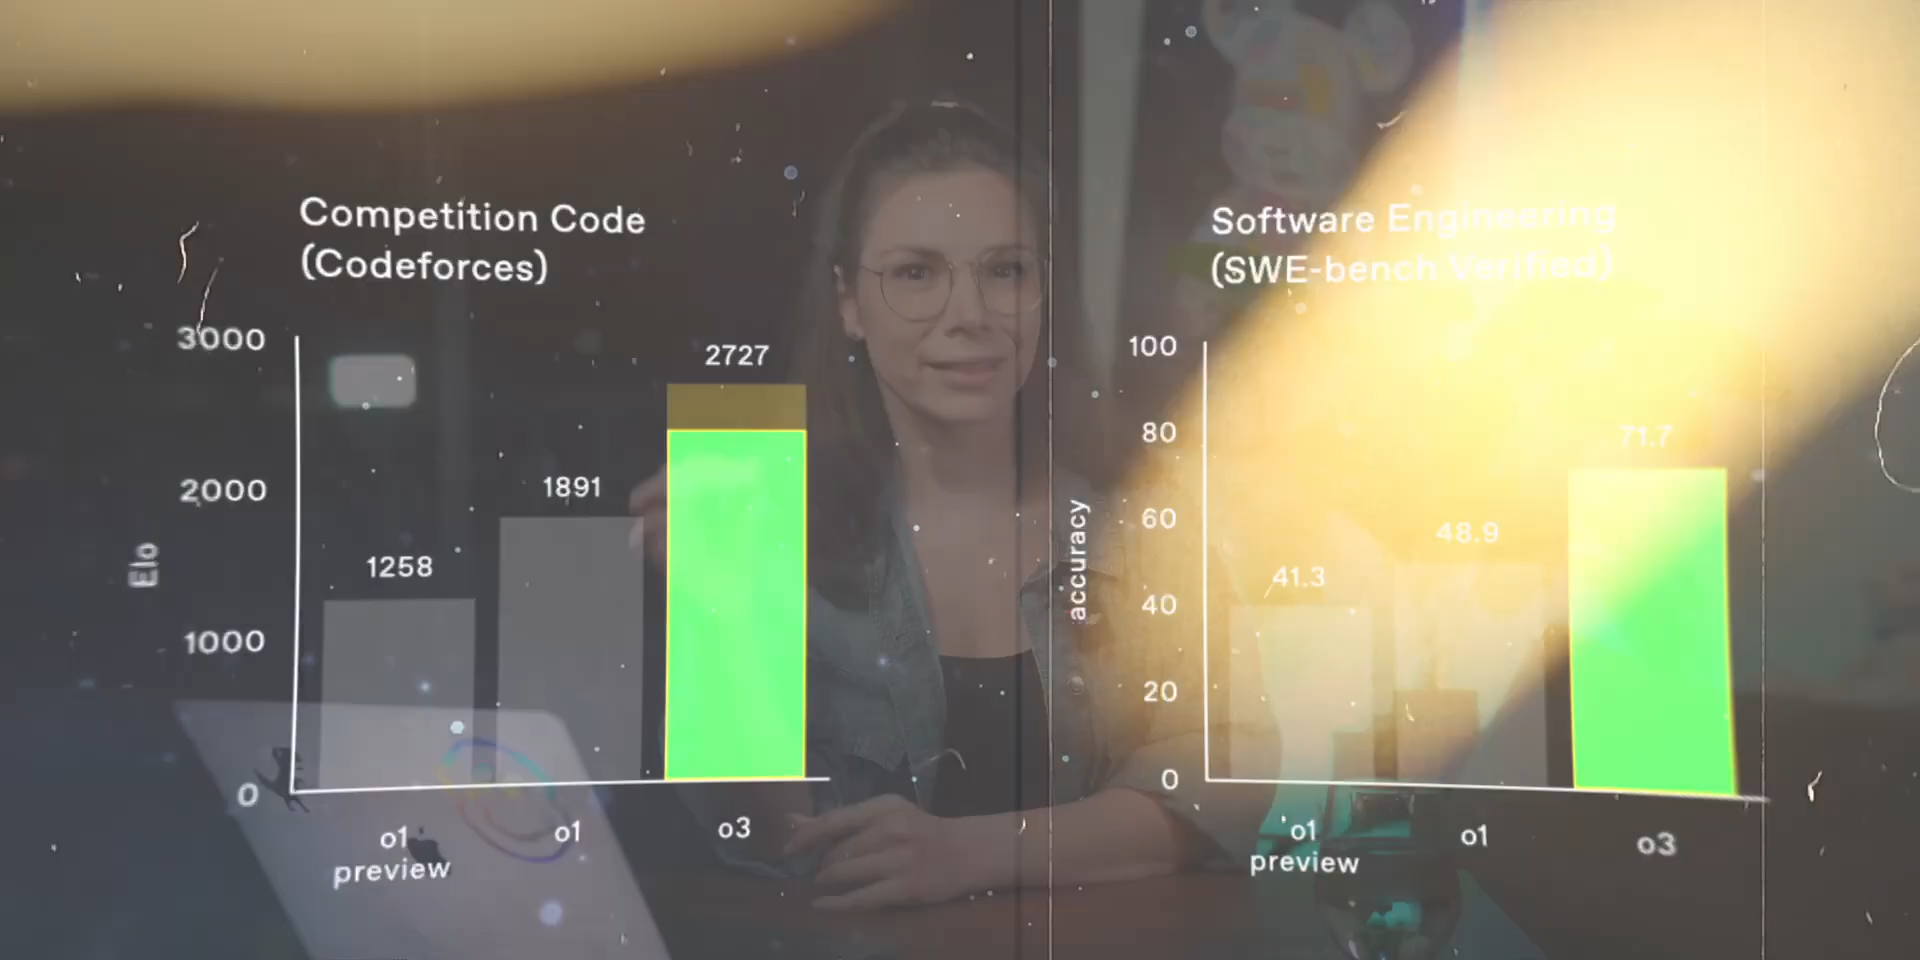 Competition Code
(Codeforces)
3000
2000
1000
0
Elo
1258
1891
2727
o1
preview
o1
o3
Software Engineering
(SWE-bench Verified)
100
80
60
40
20
0
accuracy
41.3
48.9
71.7
o1
preview
o1
o3